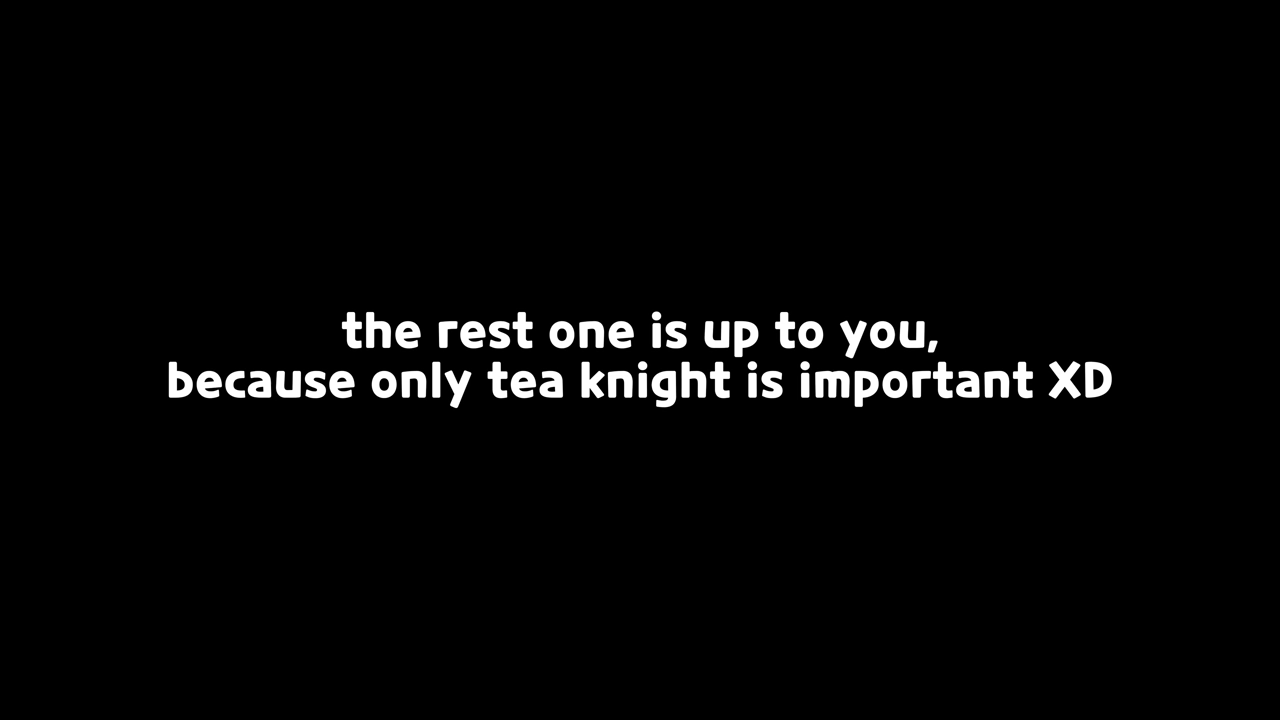 the rest one is up to you,
because only tea knight is important XD